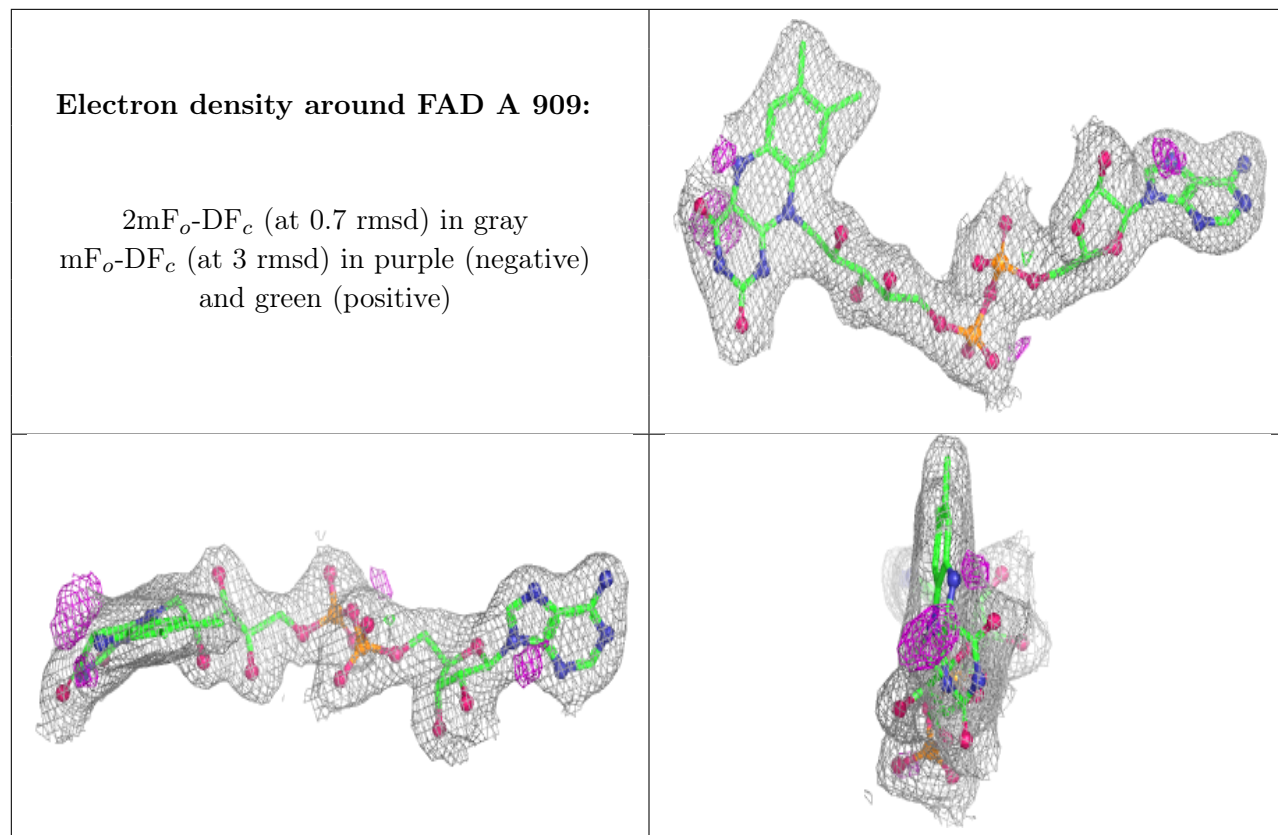 Electron density around FAD A 909:
2mFo-DFc (at 0.7 rmsd) in gray
mFo-DFc (at 3 rmsd) in purple (negative)
and green (positive)